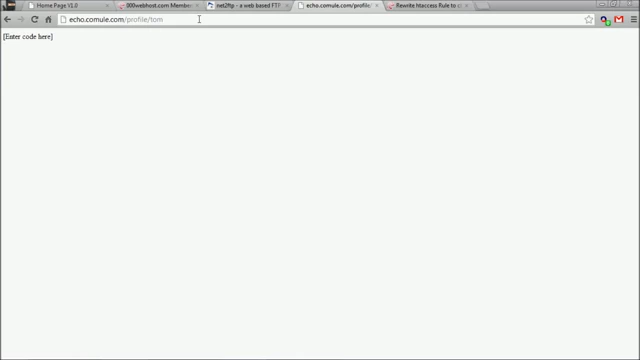 Home Page V1.0
000webhost.com Member
net2ftp - a web based FTP
echo.comule.com/profile/
Rewrite htaccess Rule to
echo.comule.com/profile/tom
[Enter code here]